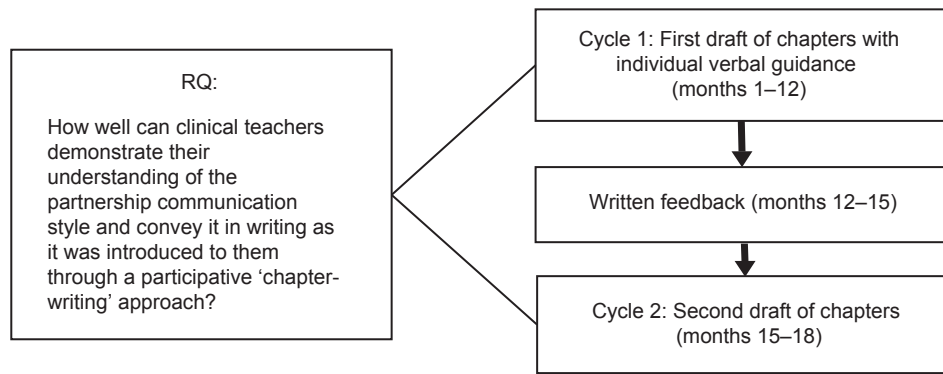 RQ:
How well can clinical teachers
demonstrate their
understanding of the
partnership communication
style and convey it in writing as
it was introduced to them
through a participative ‘chapter-
writing’ approach?
Cycle 1: First draft of chapters with
individual verbal guidance
(months 1–12)
Written feedback (months 12–15)
Cycle 2: Second draft of chapters
(months 15–18)